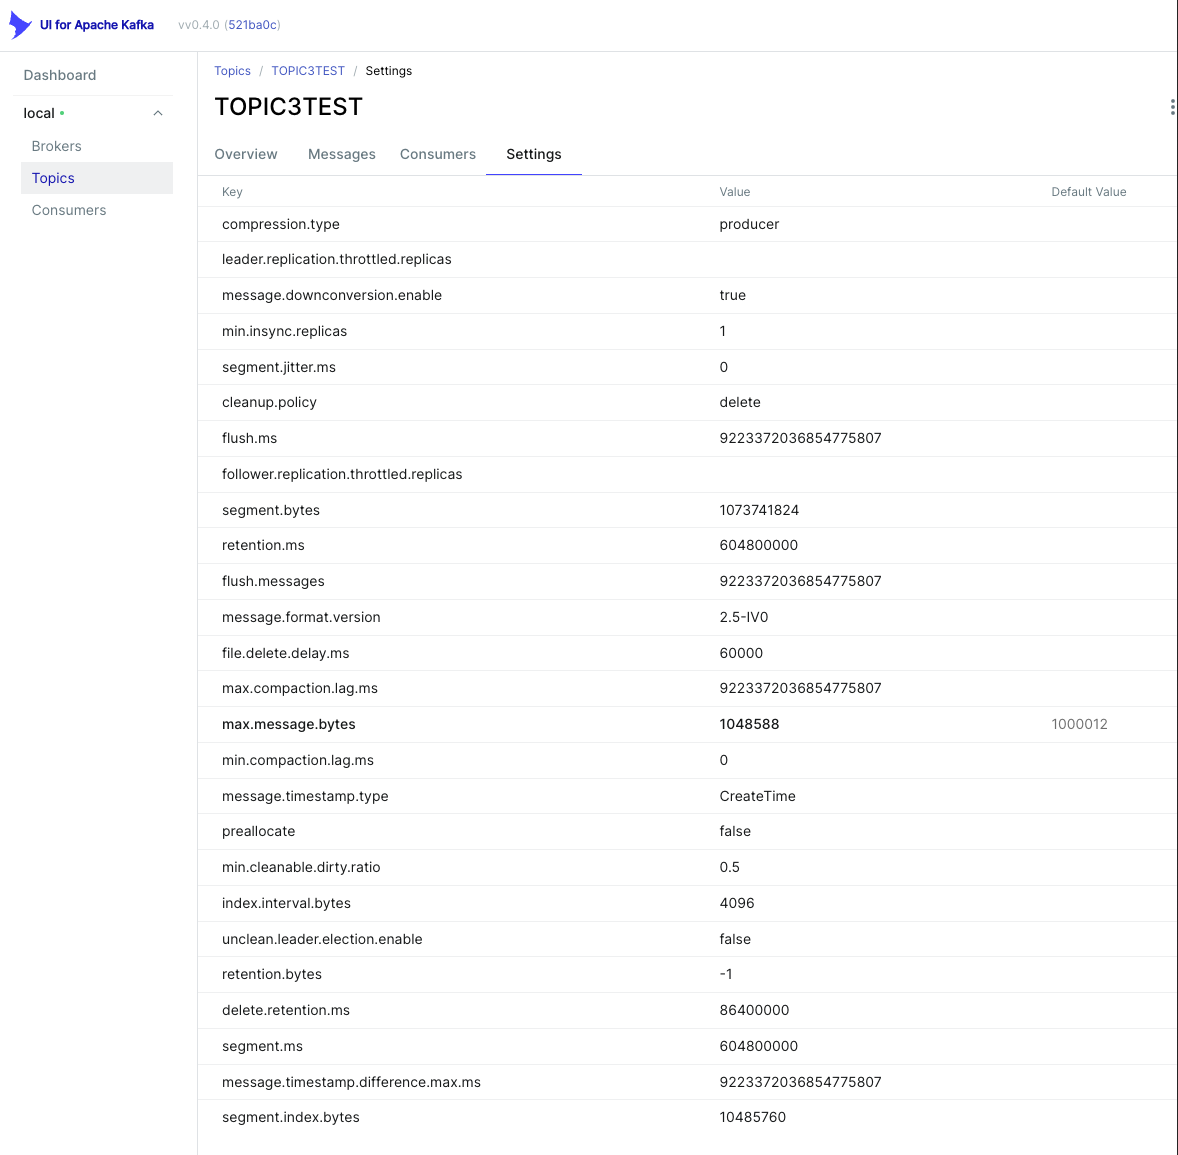 UI for Apache Kafka vv0.4.0 (521ba0c)
Dashboard
local
Brokers
Topics
Consumers
Topics / TOPIC3TEST / Settings
TOPIC3TEST
Overview Messages Consumers Settings
Key Value Default Value
compression.type producer
leader.replication.throttled.replicas
message.downconversion.enable true
min.insync.replicas 1
segment.jitter.ms 0
cleanup.policy delete
flush.ms 9223372036854775807
follower.replication.throttled.replicas
segment.bytes 1073741824
retention.ms 604800000
flush.messages 9223372036854775807
message.format.version 2.5-IV0
file.delete.delay.ms 60000
max.compaction.lag.ms 9223372036854775807
max.message.bytes 1048588 1000012
min.compaction.lag.ms 0
message.timestamp.type CreateTime
preallocate false
min.cleanable.dirty.ratio 0.5
index.interval.bytes 4096
unclean.leader.election.enable false
retention.bytes -1
delete.retention.ms 86400000
segment.ms 604800000
message.timestamp.difference.max.ms 9223372036854775807
segment.index.bytes 10485760